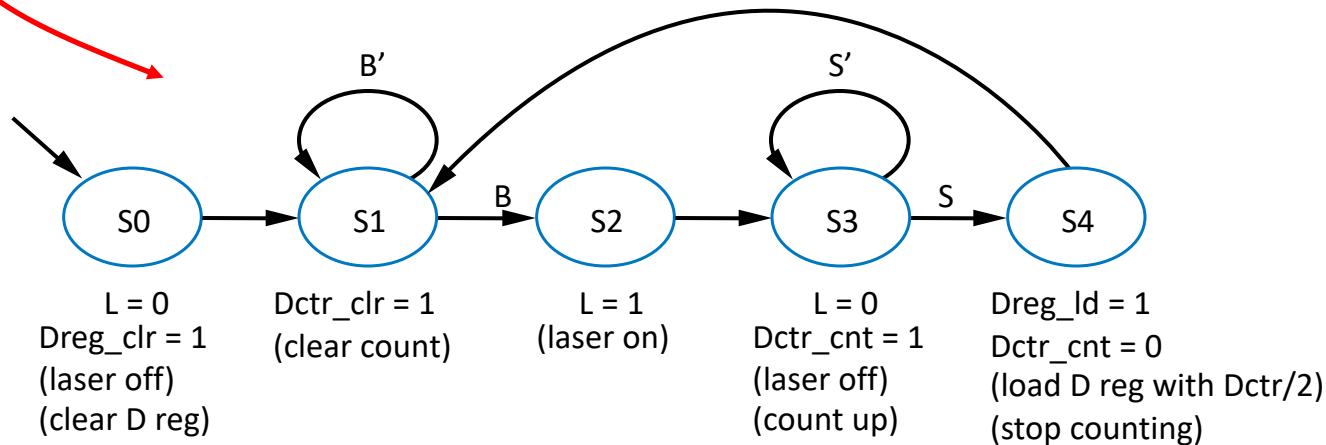 B’
S’
S0
S1
B
S2
S3
S
S4
L = 0
Dreg_clr = 1
(laser off)
(clear D reg)
Dctr_clr = 1
(clear count)
L = 1
(laser on)
L = 0
Dctr_cnt = 1
(laser off)
(count up)
Dreg_ld = 1
Dctr_cnt = 0
(load D reg with Dctr/2)
(stop counting)